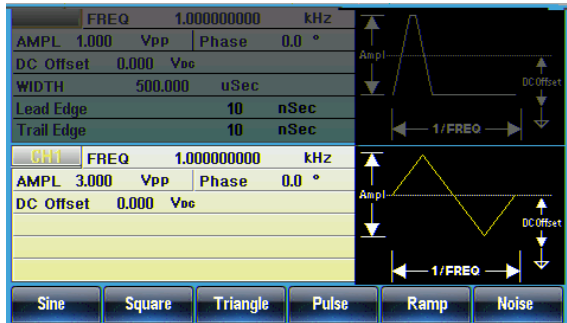 FREQ 1.000000000 kHz
AMPL 1.000 Vpp Phase 0.0 °
DC Offset 0.000 VDC
WIDTH 500.000 uSec
Lead Edge 10 nSec
Trail Edge 10 nSec
Ampl
DC Offset
1/FREQ
CH1 FREQ 1.000000000 kHz
AMPL 3.000 Vpp Phase 0.0 °
DC Offset 0.000 VDC
Ampl
DC Offset
1/FREQ
Sine Square Triangle Pulse Ramp Noise